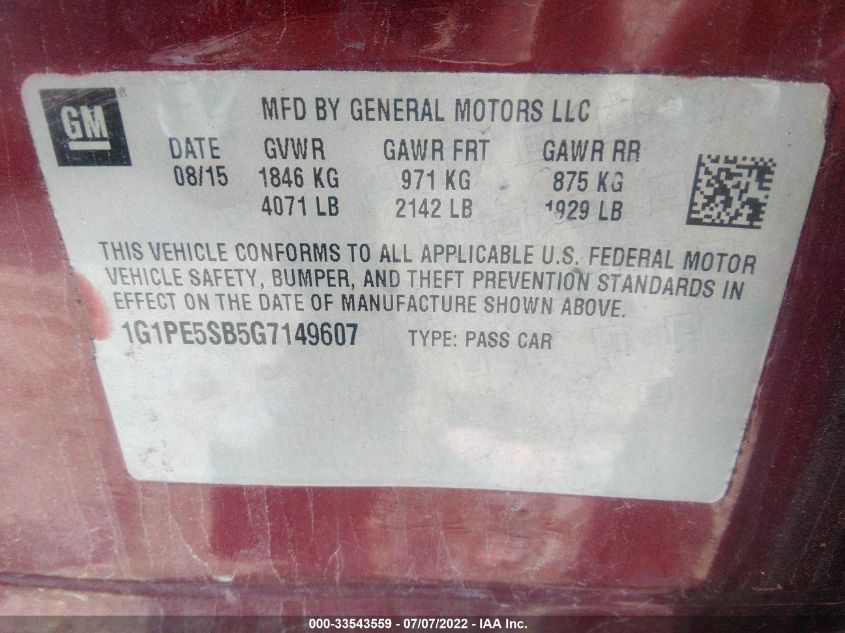 GM ®
MFD BY GENERAL MOTORS LLC
DATE GVWR GAWR FRT GAWR RR
08/15 1846 KG 971 KG 875 KG
4071 LB 2142 LB 1929 LB
THIS VEHICLE CONFORMS TO ALL APPLICABLE U.S. FEDERAL MOTOR
VEHICLE SAFETY, BUMPER, AND THEFT PREVENTION STANDARDS IN
EFFECT ON THE DATE OF MANUFACTURE SHOWN ABOVE.
1G1PE5SB5G7149607 TYPE: PASS CAR
000-33543559 - 07/07/2022 - IAA Inc.